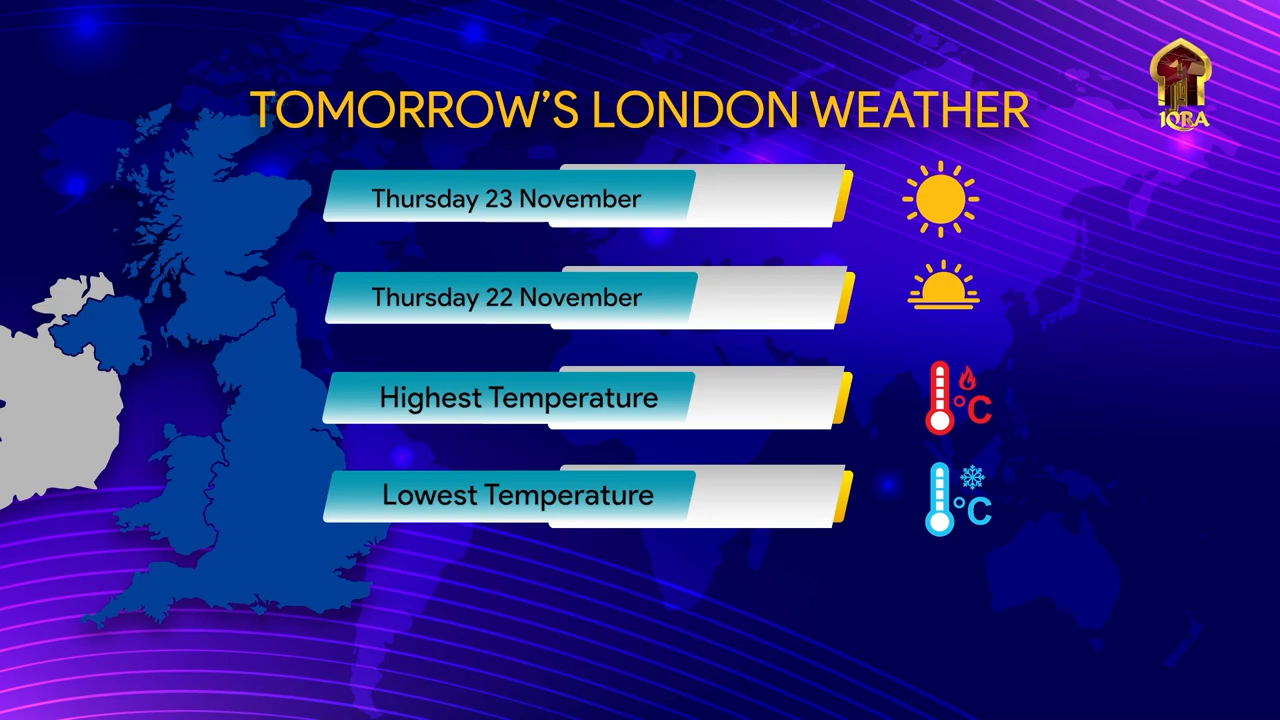 TOMORROW'S LONDON WEATHER
IQRA
Thursday 23 November
Thursday 22 November
Highest Temperature
°C
Lowest Temperature
°C